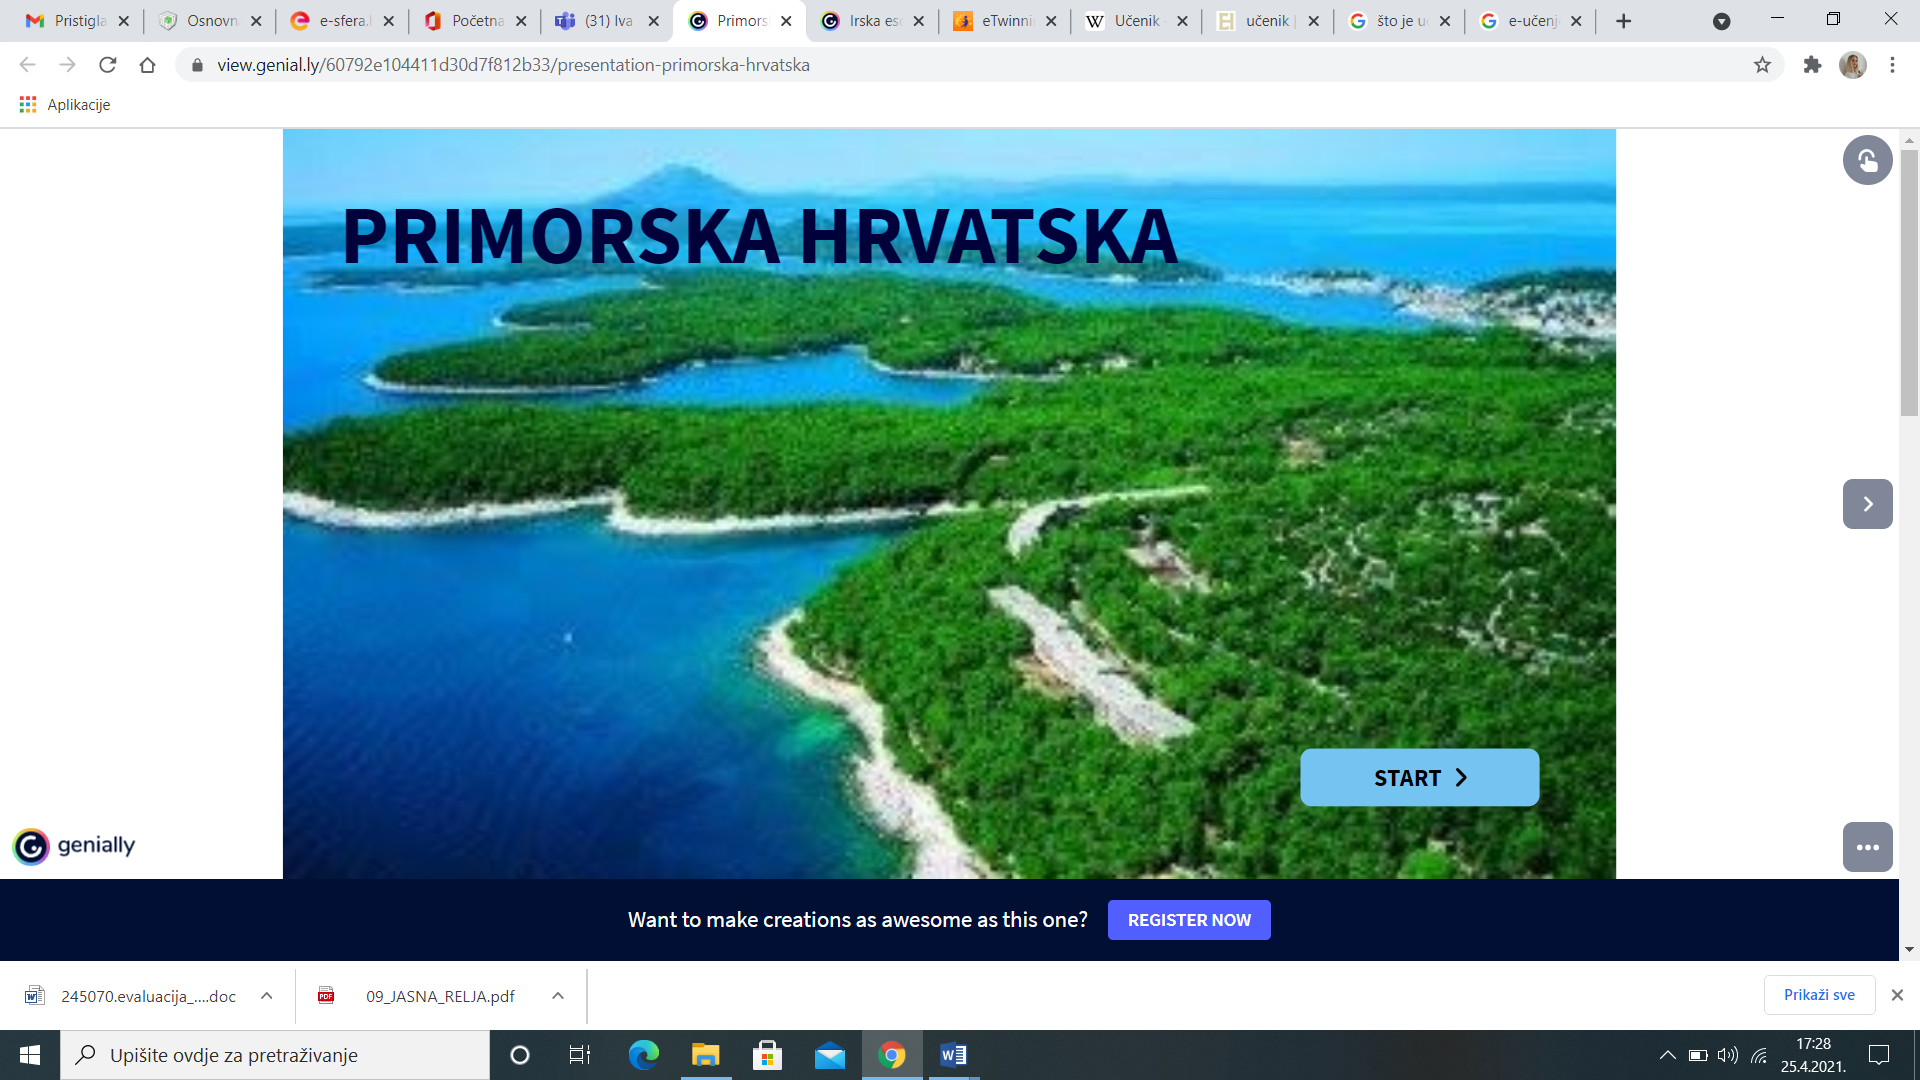 Pristigla
Osnovn
e-sfera.h
Početna
(31) Iva
Primors
Irska es
eTwinni
Učenik -
učenik |
što je u
e-učenj
view.genial.ly/60792e104411d30d7f812b33/presentation-primorska-hrvatska
Aplikacije
PRIMORSKA HRVATSKA
START
genially
Want to make creations as awesome as this one?
REGISTER NOW
245070.evaluacija_....doc
PDF
09_JASNA_RELJA.pdf
Prikaži sve
Upišite ovdje za pretraživanje
17:28
25.4.2021.